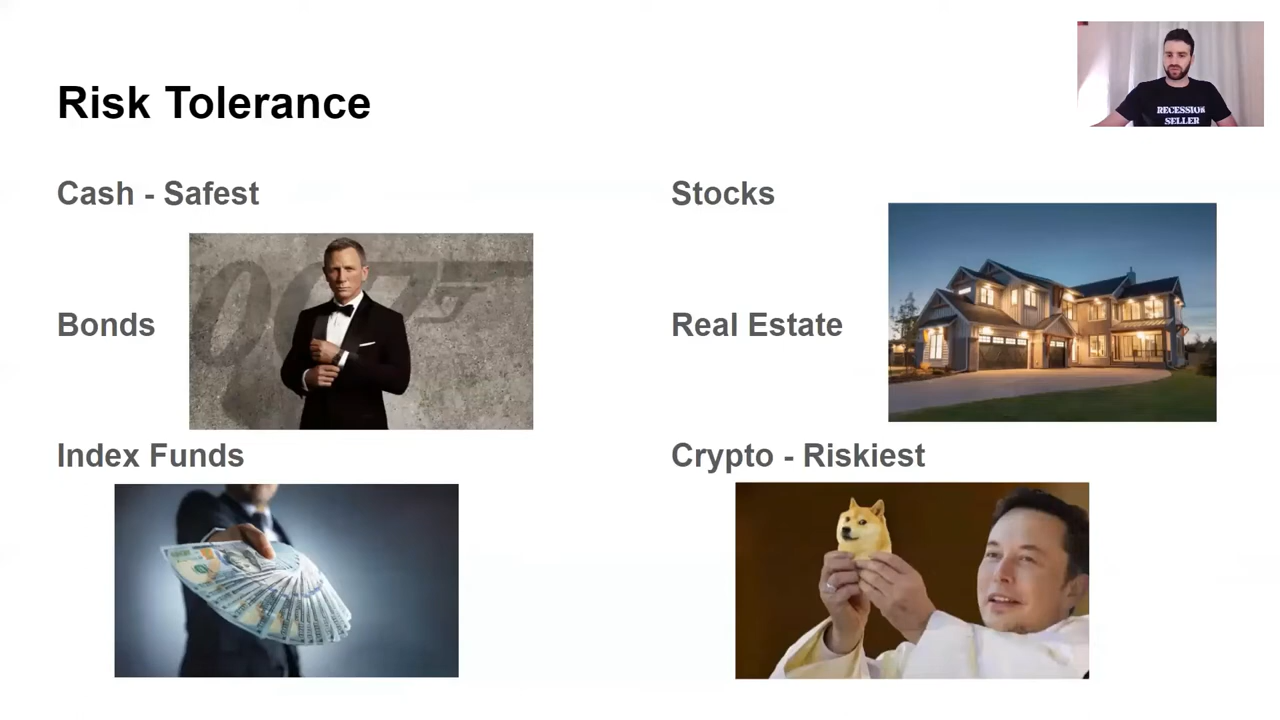 Risk Tolerance
RECESSION
SELLER
Cash - Safest
Stocks
007
Bonds
Real Estate
Index Funds
Crypto - Riskiest